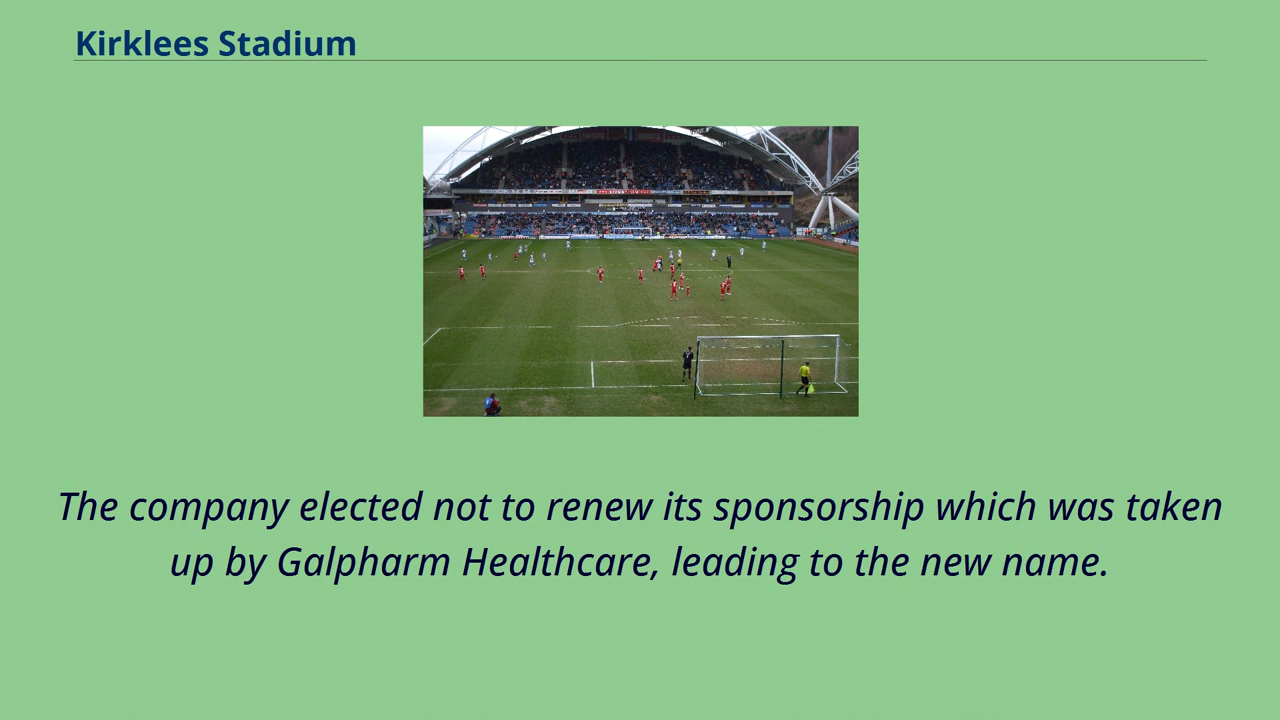 Kirklees Stadium
The company elected not to renew its sponsorship which was taken
up by Galpharm Healthcare, leading to the new name.